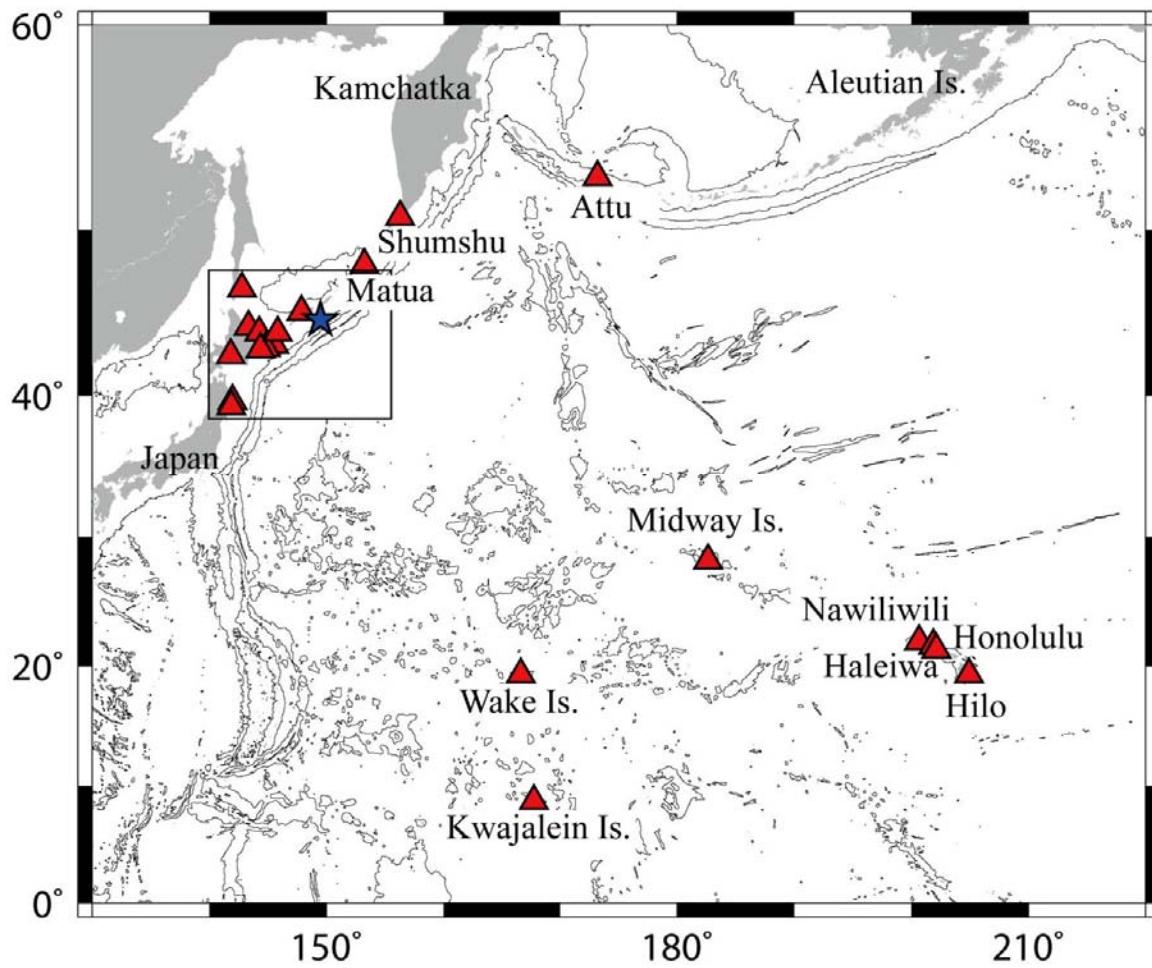 60°
Kamchatka
Aleutian Is.
Attu
Shumshu
Matua
40°
Japan
Midway Is.
Nawiliwili
Honolulu
Haleiwa
20°
Wake Is.
Hilo
Kwajalein Is.
0°
150°
180°
210°